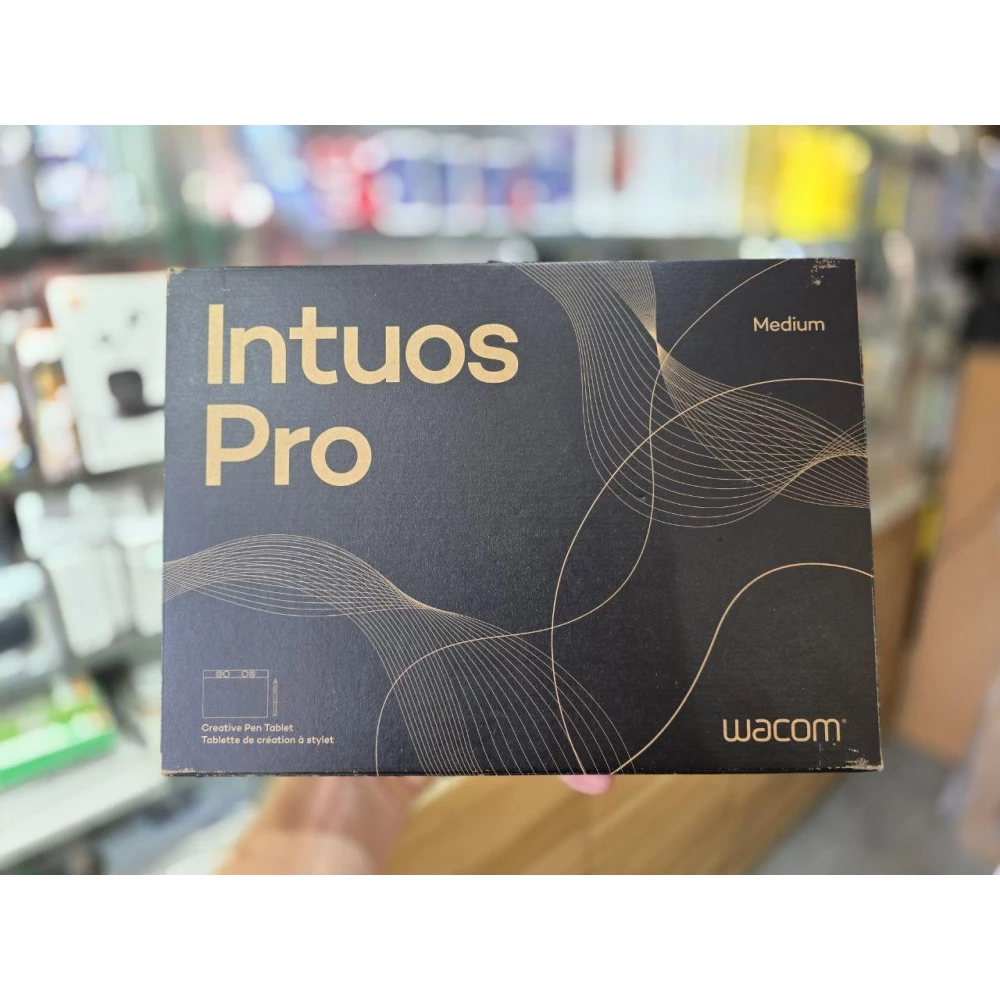 Intuos
Pro
Medium
Creative Pen Tablet
Tablette de création à stylet
wacom®